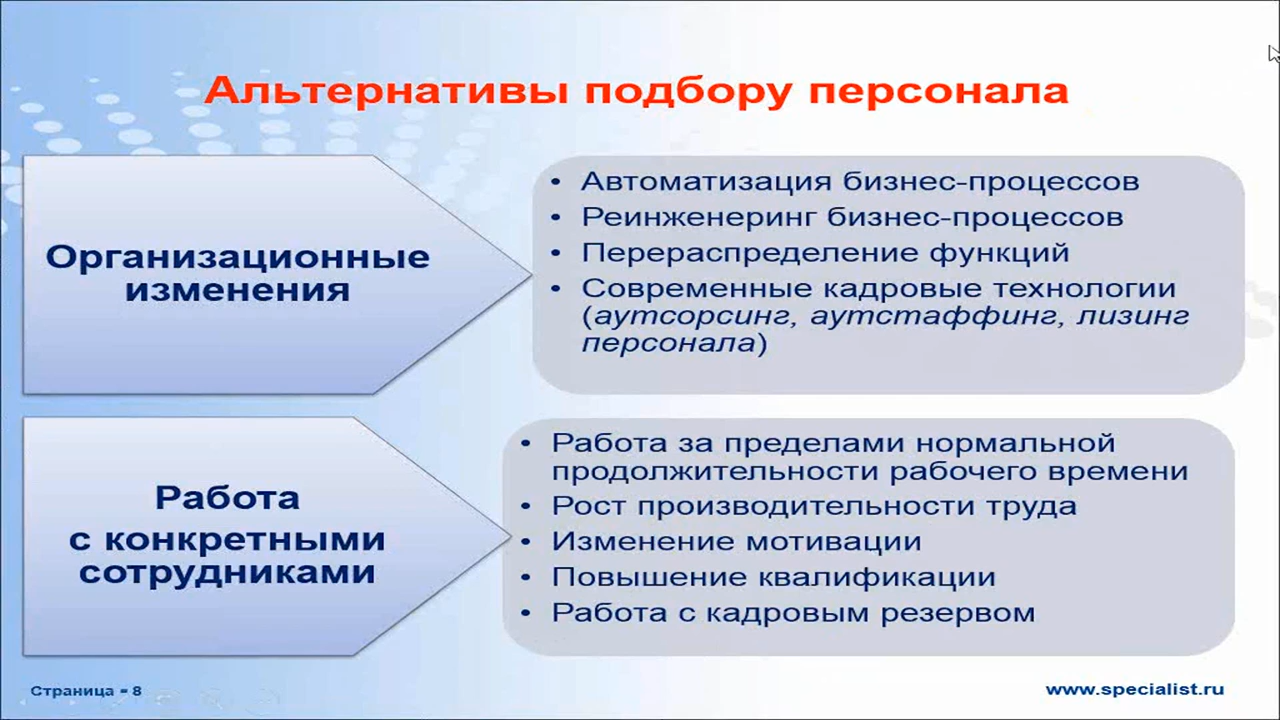 Альтернативы подбору персонала
Организационные
изменения
• Автоматизация бизнес-процессов
• Реинженеринг бизнес-процессов
• Перераспределение функций
• Современные кадровые технологии
(аутсорсинг, аутстаффинг, лизинг
персонала)
Работа
с конкретными
сотрудниками
• Работа за пределами нормальной
продолжительности рабочего времени
• Рост производительности труда
• Изменение мотивации
• Повышение квалификации
• Работа с кадровым резервом
Страница = 8
www.specialist.ru